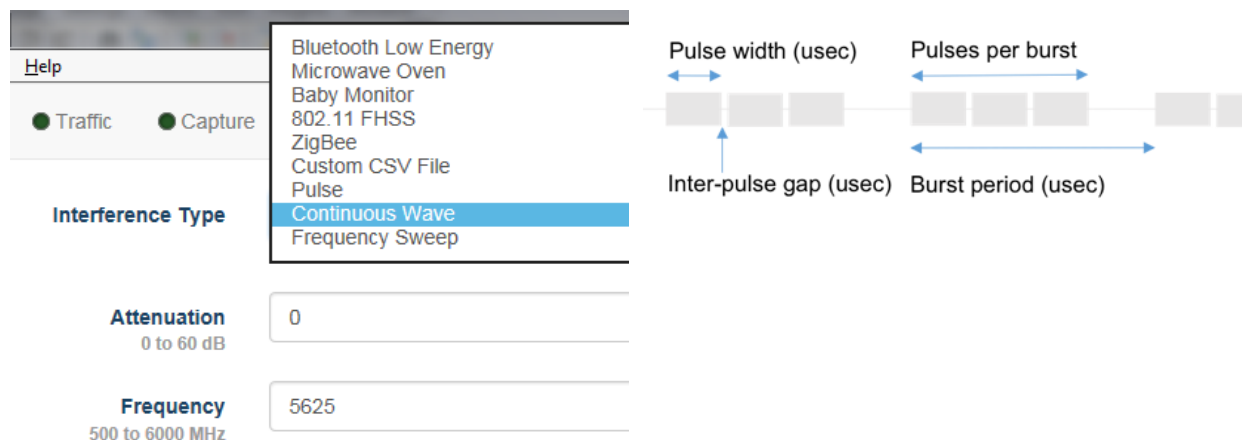 Help
Traffic
Capture
Bluetooth Low Energy
Microwave Oven
Baby Monitor
802.11 FHSS
ZigBee
Custom CSV File
Pulse
Continuous Wave
Frequency Sweep
Interference Type
Attenuation
0 to 60 dB
0
Frequency
500 to 6000 MHz
5625
Pulse width (usec)
Pulses per burst
Inter-pulse gap (usec)
Burst period (usec)